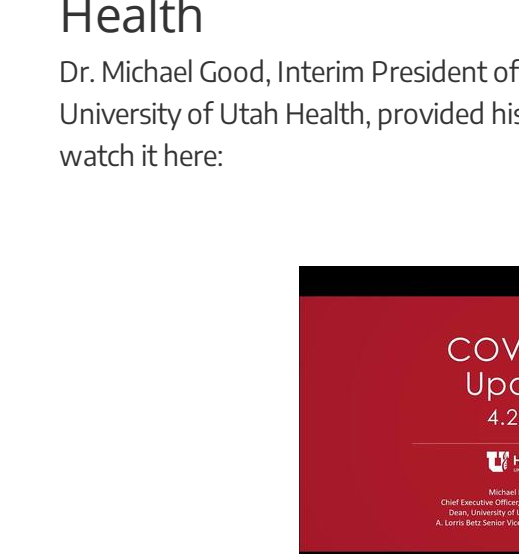 Health
Dr. Michael Good, Interim President of
University of Utah Health, provided his
watch it here:
COV
Upd
4.2
U H
Michael
Chief Executive Officer,
Dean, University of U
A. Lorris Betz Senior Vice